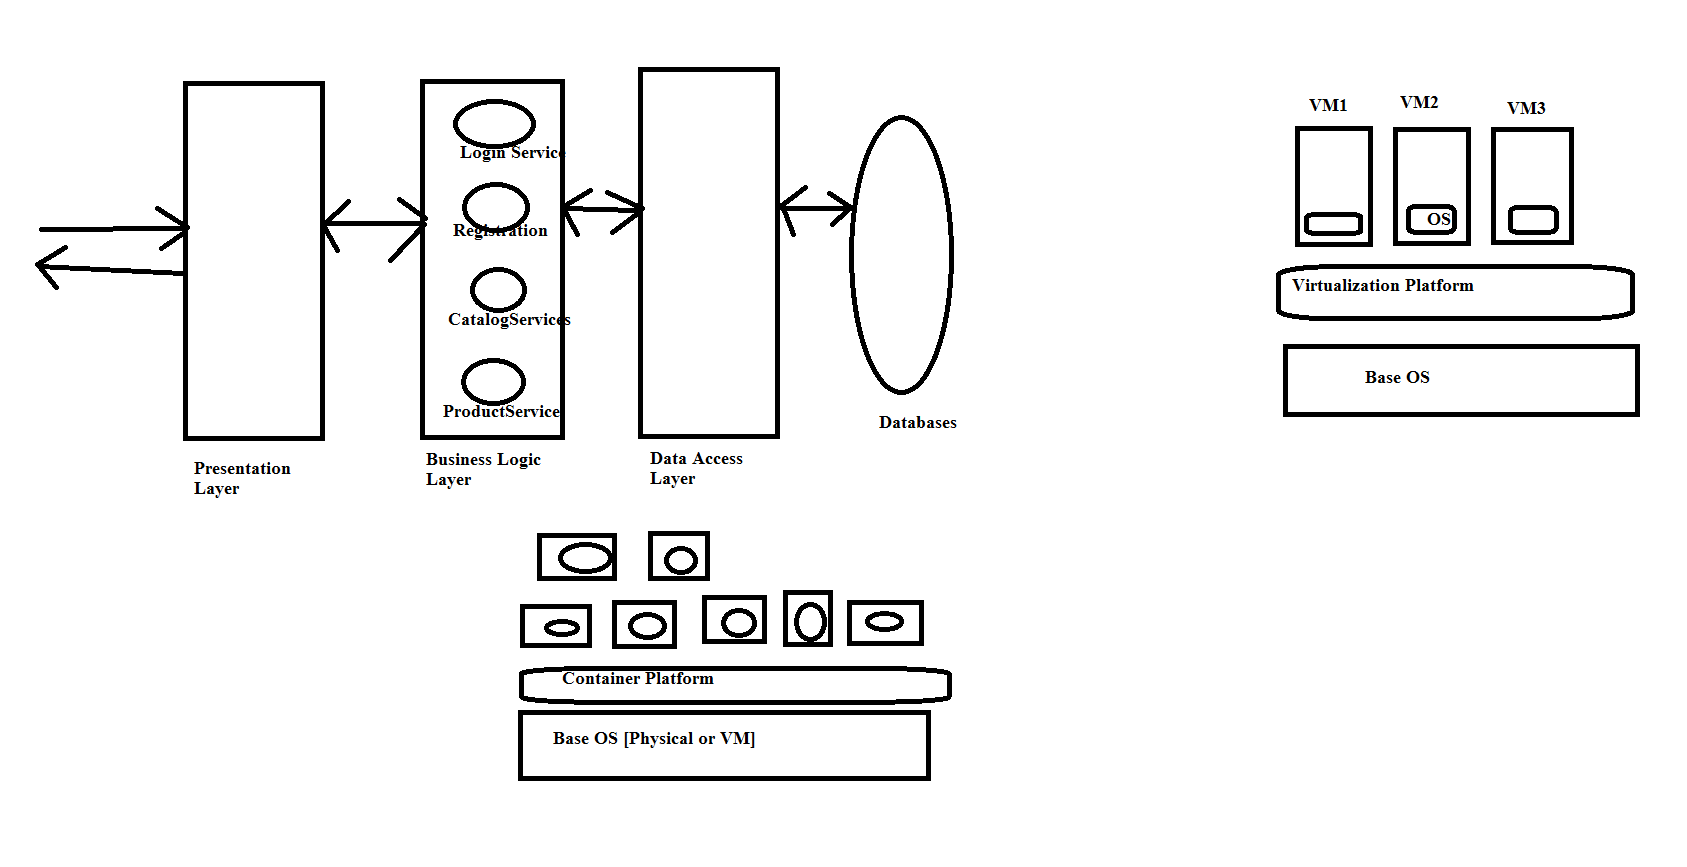 VM1
VM2
VM3
Login Service
Registration
CatalogServices
ProductService
OS
Virtualization Platform
Base OS
Databases
Presentation
Layer
Business Logic
Layer
Data Access
Layer
Container Platform
Base OS [Physical or VM]